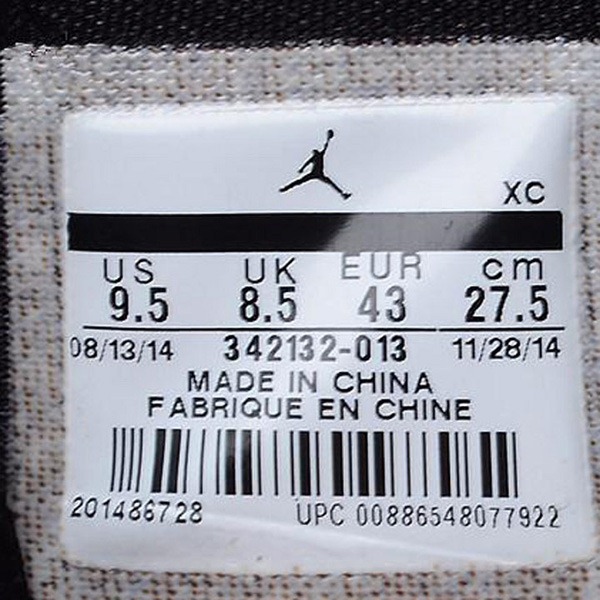 XC
US UK EUR cm
9.5 8.5 43 27.5
08/13/14 342132-013 11/28/14
MADE IN CHINA
FABRIQUE EN CHINE
201486728 UPC 00886548077922